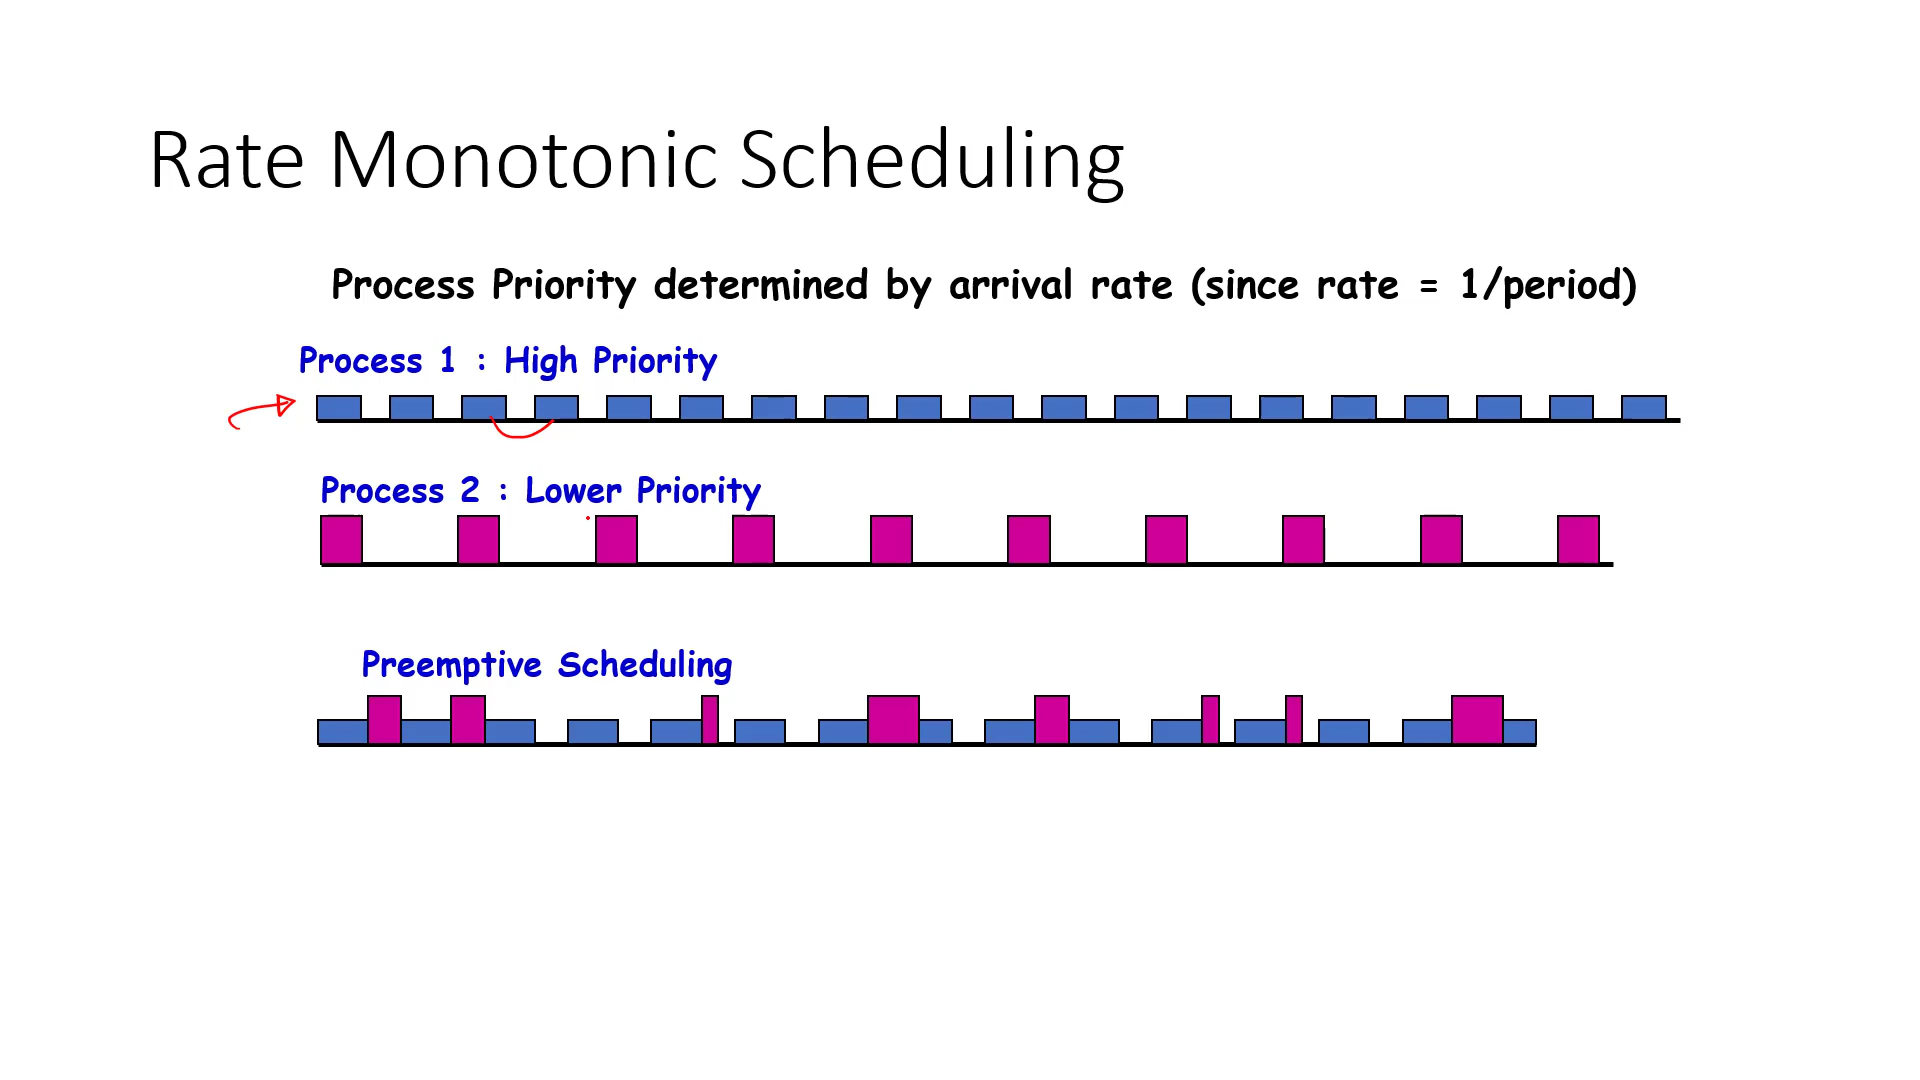 Rate Monotonic Scheduling
Process Priority determined by arrival rate (since rate = 1/period)
Process 1 : High Priority
Process 2 : Lower Priority
Preemptive Scheduling